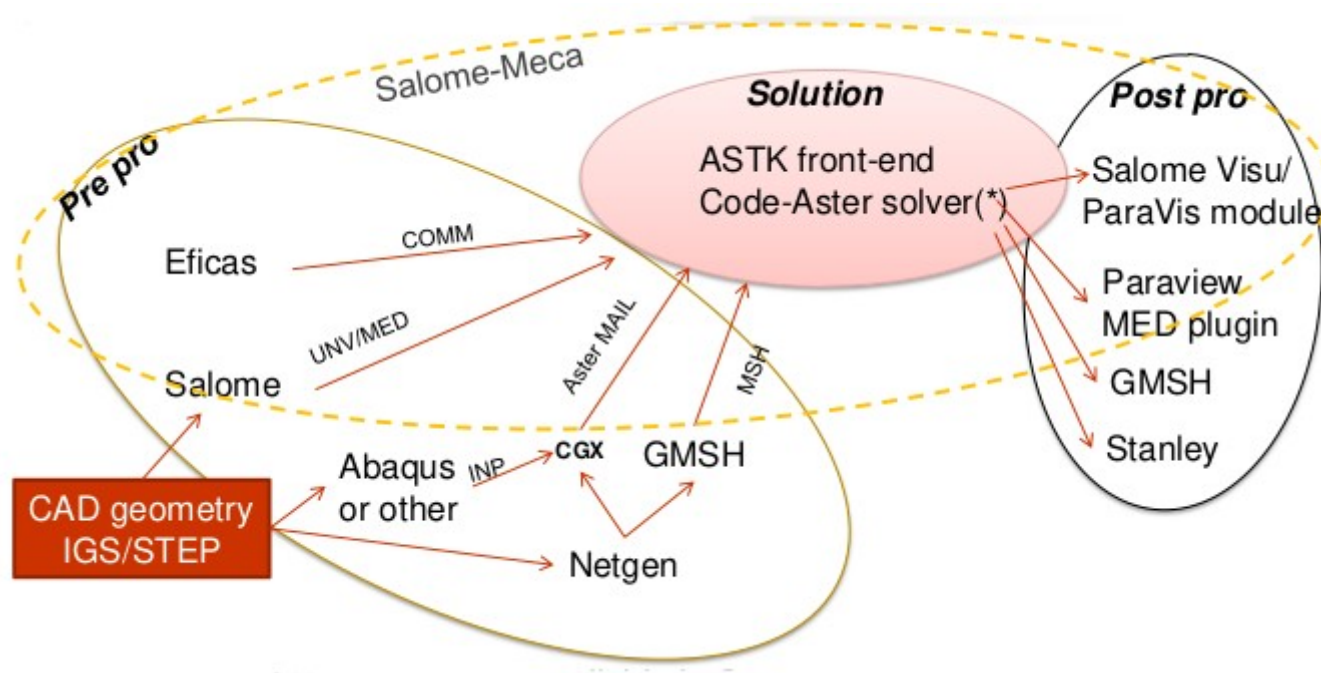 Salome-Meca
Solution
Post pro
Pre pro
ASTK front-end
Code-Aster solver(*)
Salome Visu/
ParaVis module
Eficas
COMM
Paraview
MED plugin
UNV/MED
Aster MAIL
MSH
Salome
GMSH
Stanley
CAD geometry
IGS/STEP
Abaqus
or other
INP
CGX
GMSH
Netgen